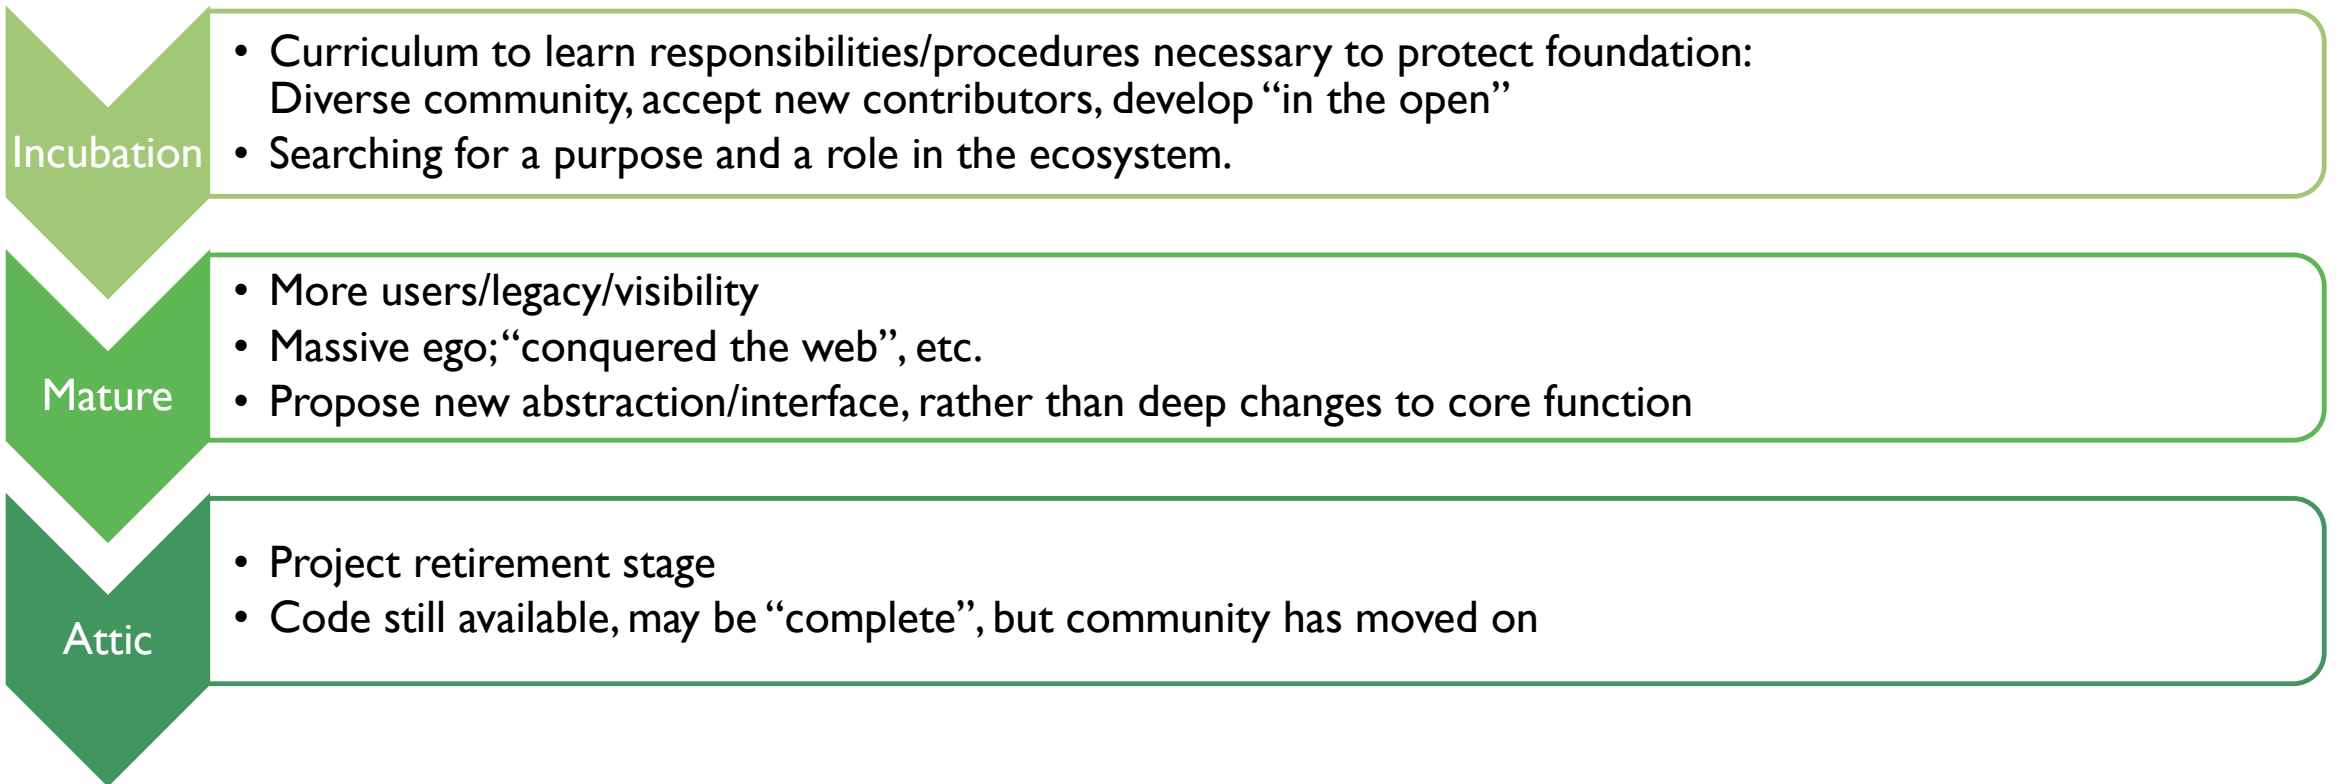 Incubation
• Curriculum to learn responsibilities/procedures necessary to protect foundation:
Diverse community, accept new contributors, develop “in the open”
• Searching for a purpose and a role in the ecosystem.
Mature
• More users/legacy/visibility
• Massive ego; “conquered the web”, etc.
• Propose new abstraction/interface, rather than deep changes to core function
Attic
• Project retirement stage
• Code still available, may be “complete”, but community has moved on